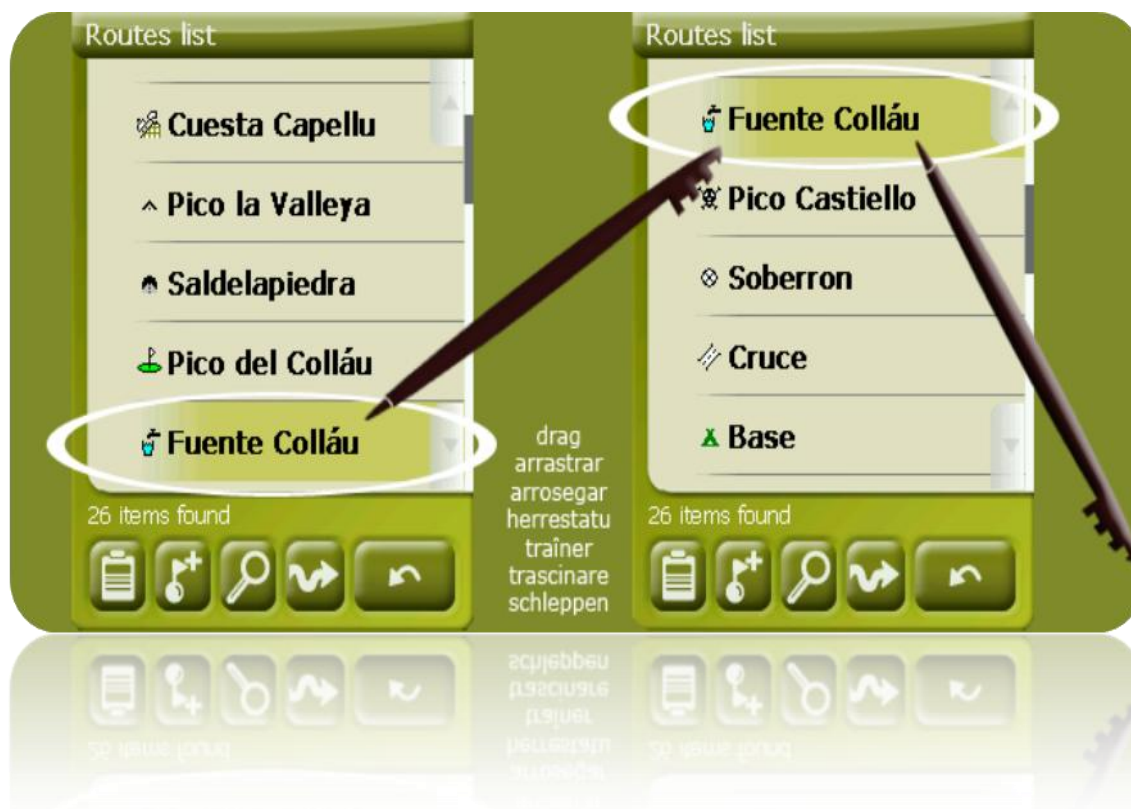 Routes list
Cuesta Capellu
Pico la Valleya
Saldelapiedra
Pico del Colláu
Fuente Colláu
26 items found
drag
arrastrar
arrosegar
herrestatu
traîner
trascinare
schleppen
Routes list
Fuente Colláu
Pico Castiello
Soberron
Cruce
Base
26 items found